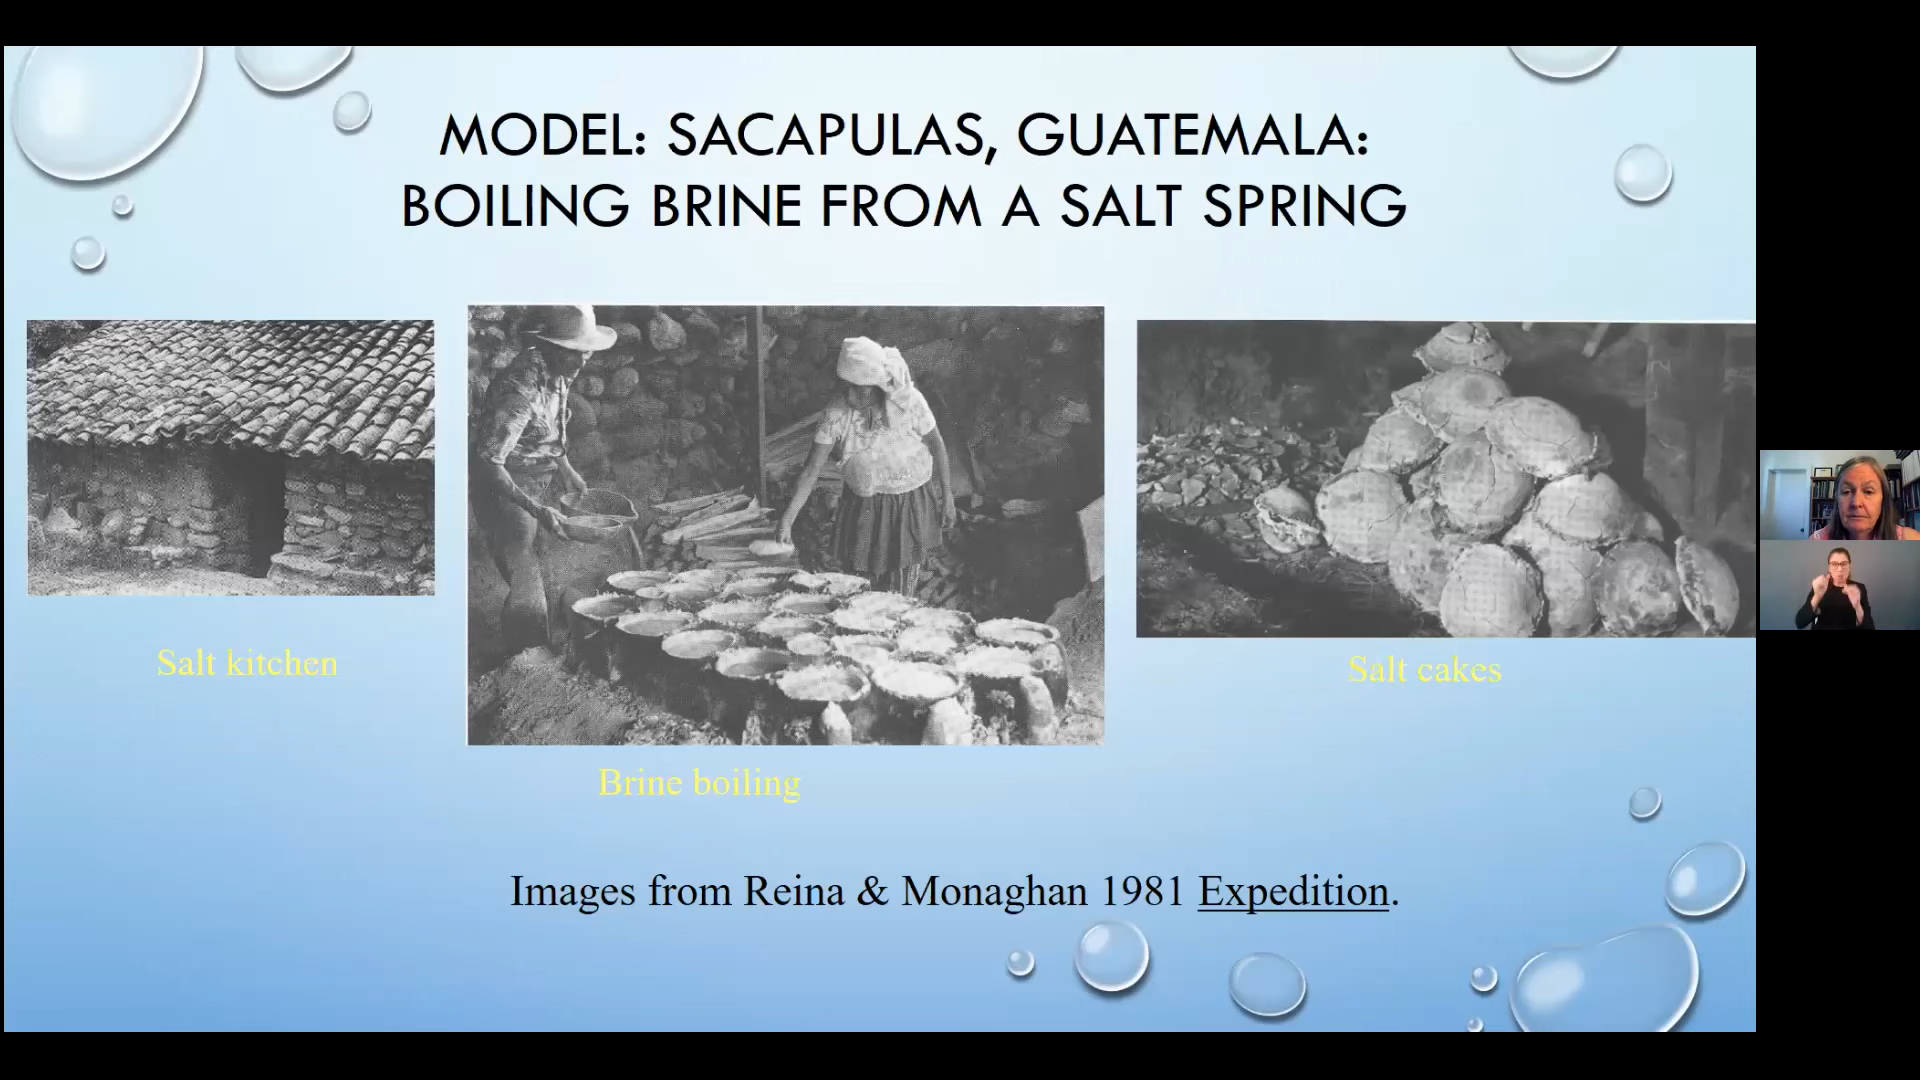 MODEL: SACAPULAS, GUATEMALA:
BOILING BRINE FROM A SALT SPRING
Salt kitchen
Brine boiling
Salt cakes
Images from Reina & Monaghan 1981 Expedition.